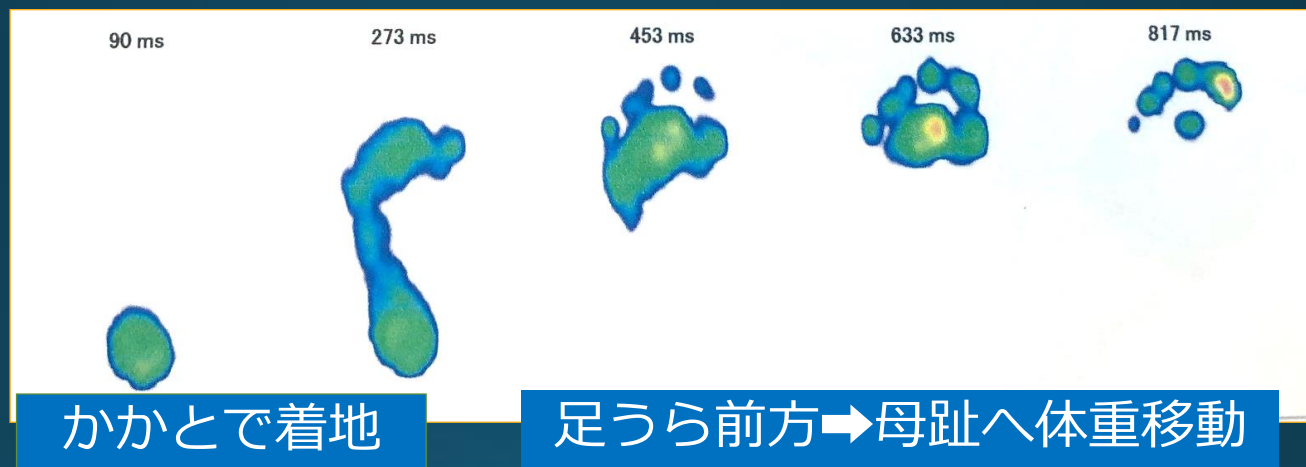 90 ms
273 ms
453 ms
633 ms
817 ms
かかとで着地
足うら前方➡母趾へ体重移動